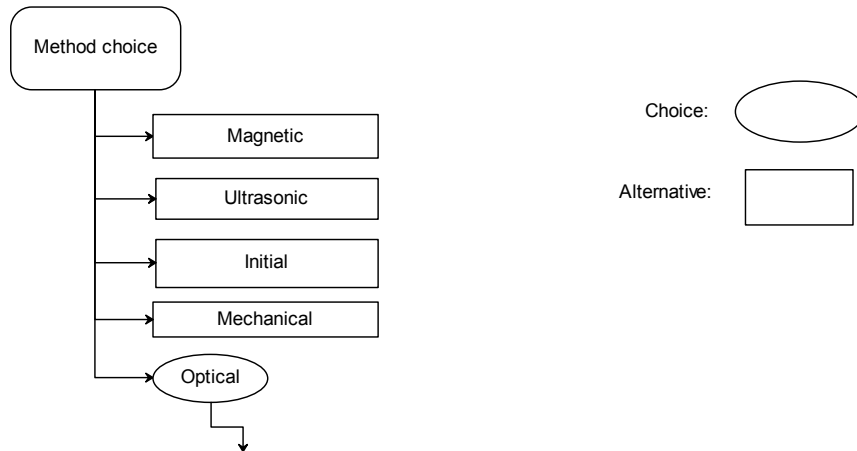 Method choice
Magnetic
Ultrasonic
Initial
Mechanical
Optical
Choice:
Alternative: